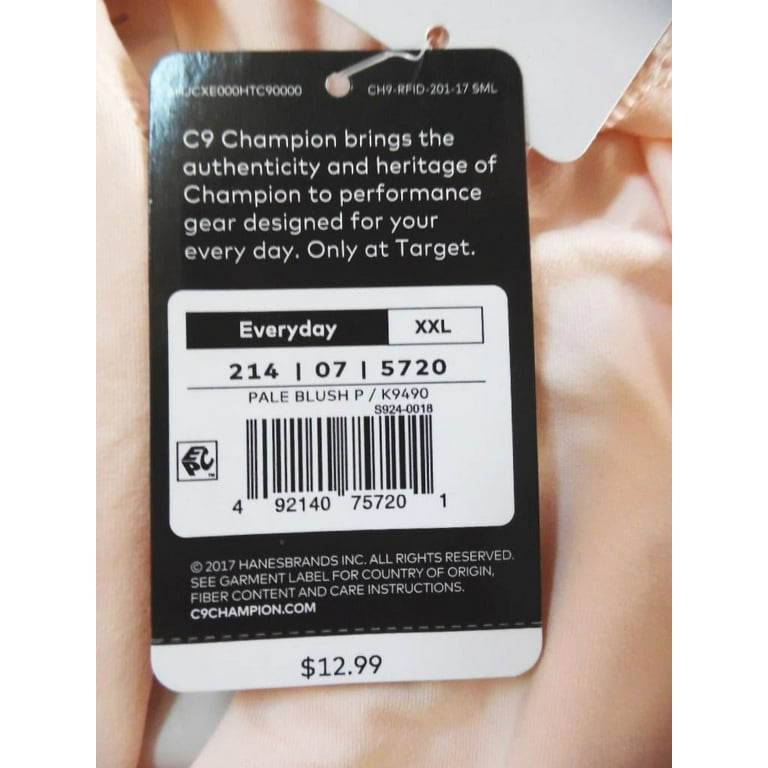 CH9-RFID-201-17 SML
C9 Champion brings the
authenticity and heritage of
Champion to performance
gear designed for your
every day. Only at Target.
Everyday XXL
214 | 07 | 5720
PALE BLUSH P / K9490
S924-0018
EPC
™
4 92140 75720 1
© 2017 HANESBRANDS INC. ALL RIGHTS RESERVED.
SEE GARMENT LABEL FOR COUNTRY OF ORIGIN,
FIBER CONTENT AND CARE INSTRUCTIONS.
C9CHAMPION.COM
$12.99